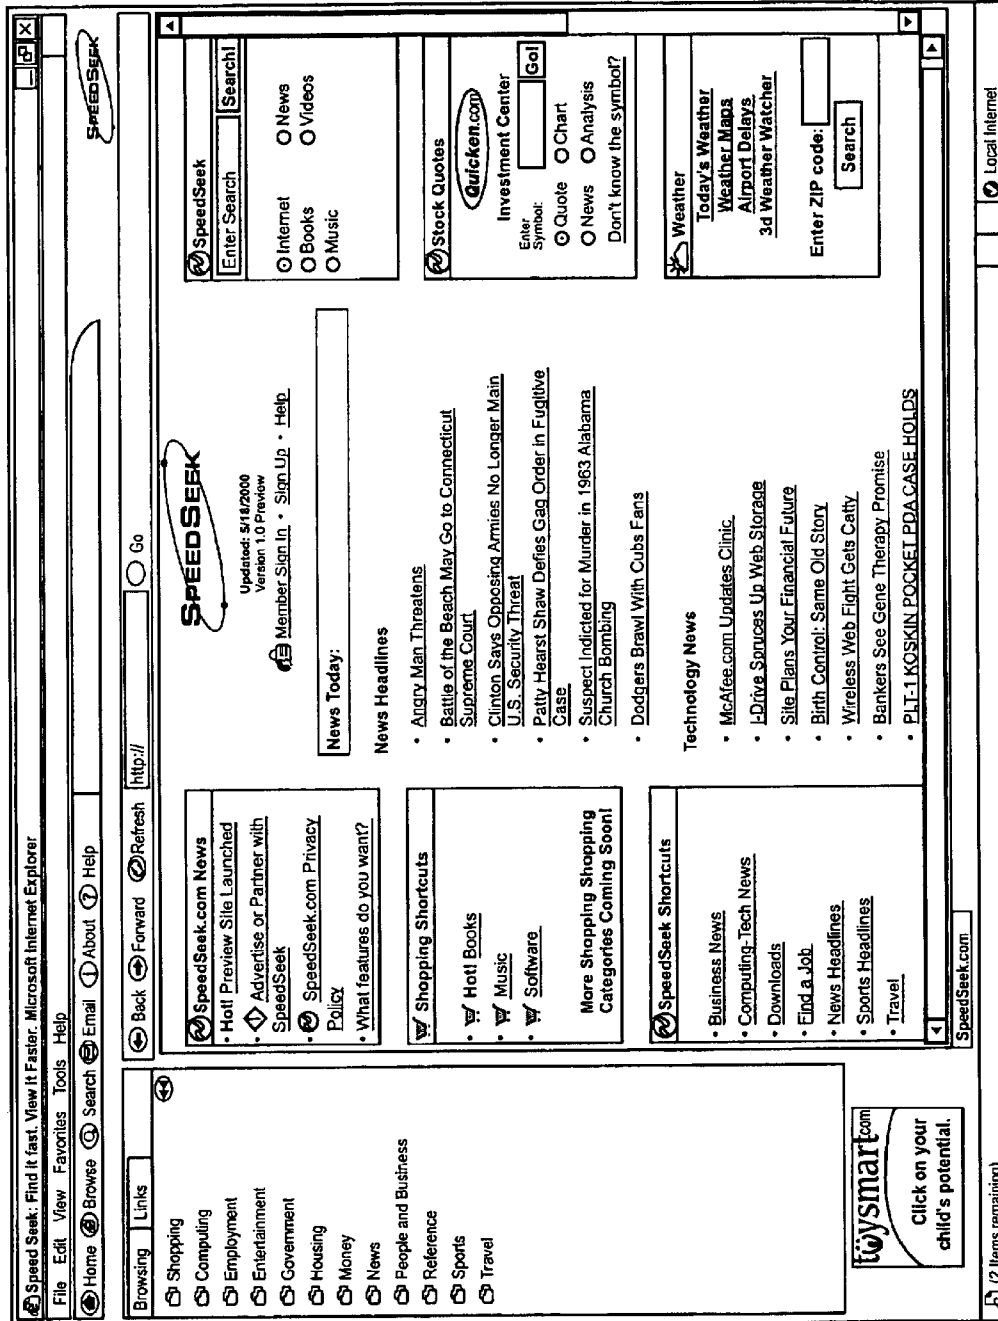 Speed Seek: Find it fast. View it Faster. Microsoft Internet Explorer
File Edit View Favorites Tools Help
Home Browse Search Email About Help
SPEEDSEEK
Browsing Links
Shopping
Computing
Employment
Entertainment
Government
Housing
Money
News
People and Business
Reference
Sports
Travel
toysmart.com
Click on your
child's potential.
Back Forward Refresh http:// Go
SpeedSeek.com News
• Hot! Preview Site Launched
• Advertise or Partner with
SpeedSeek
• SpeedSeek.com Privacy
Policy
• What features do you want?
Shopping Shortcuts
• Hot! Books
• Music
• Software
More Shopping Shopping
Categories Coming Soon!
SpeedSeek Shortcuts
• Business News
• Computing-Tech News
• Downloads
• Find a Job
• News Headlines
• Sports Headlines
• Travel
SPEEDSEEK
Updated: 5/18/2000
Version 1.0 Preview
Member Sign In • Sign Up • Help
News Today:
News Headlines
• Angry Man Threatens
• Battle of the Beach May Go to Connecticut
Supreme Court
• Clinton Says Opposing Armies No Longer Main
U.S. Security Threat
• Patty Hearst Shaw Defies Gag Order in Fugitive
Case
• Suspect Indicted for Murder in 1963 Alabama
Church Bombing
• Dodgers Brawl With Cubs Fans
Technology News
• McAfee.com Updates Clinic
• I-Drive Spruces Up Web Storage
• Site Plans Your Financial Future
• Birth Control: Same Old Story
• Wireless Web Fight Gets Catty
• Bankers See Gene Therapy Promise
• PLT-1 KOSKIN POCKET PDA CASE HOLDS
SpeedSeek
Enter Search Search!
Internet News
Books Videos
Music
Stock Quotes
Quicken.com
Investment Center
Enter
Symbol: Go!
Quote Chart
News Analysis
Don't know the symbol?
Weather
Today's Weather
Weather Maps
Airport Delays
3d Weather Watcher
Enter ZIP code:
Search
SpeedSeek.com
(2 Items remaining)
Local Internet